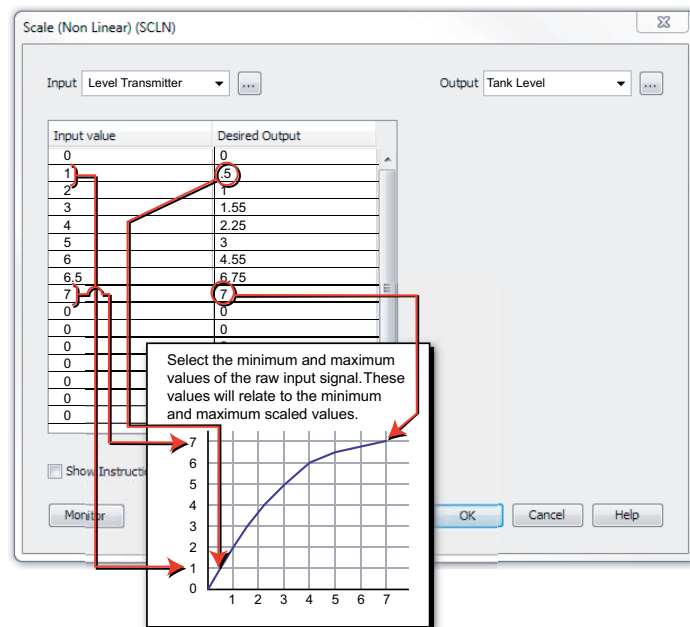 Scale (Non Linear) (SCLN)
Input Level Transmitter ... Output Tank Level ...
Input value Desired Output
0 0
1 .5
2 1
3 1.55
4 2.25
5 3
6 4.55
6.5 6.75
7 7
0 0
0 0
0
0
0
0
0
Select the minimum and maximum
values of the raw input signal.These
values will relate to the minimum
and maximum scaled values.
7
6
5
4
3
2
1
0
1 2 3 4 5 6 7
Show Instructi
Monitor OK Cancel Help